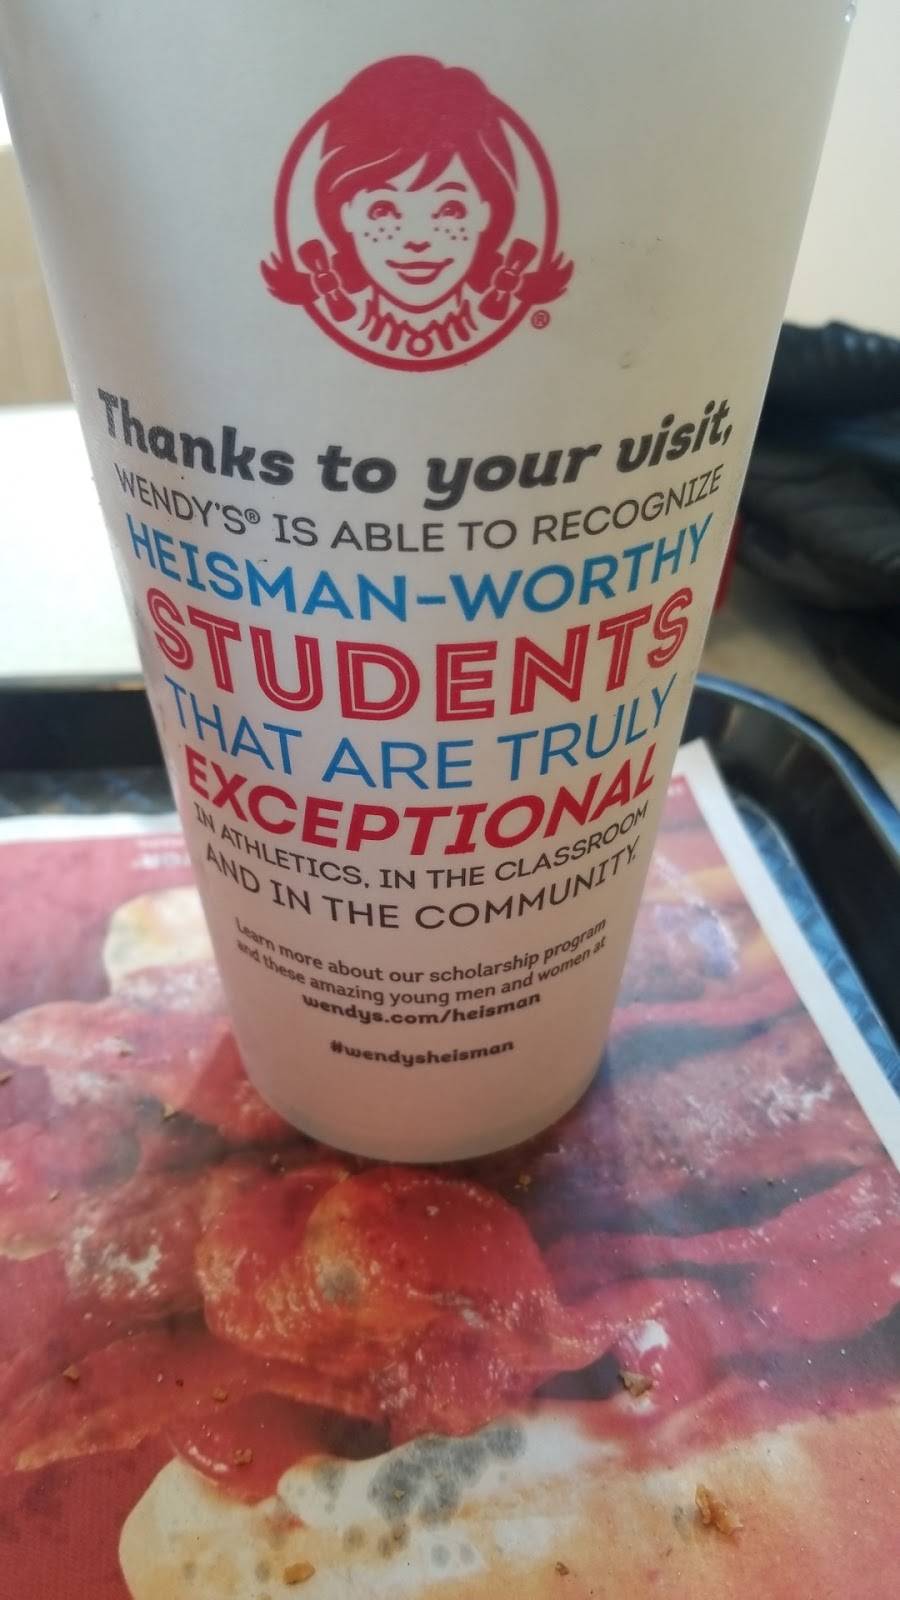 Thanks to your visit,
WENDY'S® IS ABLE TO RECOGNIZE
HEISMAN-WORTHY
STUDENTS
THAT ARE TRULY
EXCEPTIONAL
IN ATHLETICS, IN THE CLASSROOM
AND IN THE COMMUNITY.
Learn more about our scholarship program
and these amazing young men and women at
wendys.com/heisman
#wendysheisman